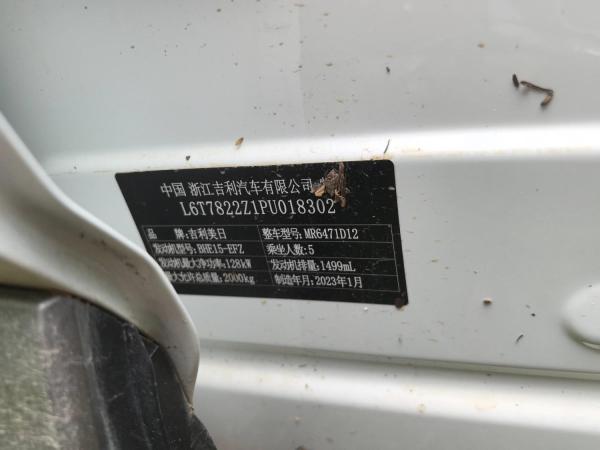 中国 浙江吉利汽车有限公司
L6T7822Z1PU018302
品 牌:吉利美日 整车型号:MR6471D12
发动机型号:BHE15-EFZ 乘坐人数:5
发动机最大净功率:128kW 发动机排量:1499mL
最大允许总质量:2000kg 制造年月:2023年1月